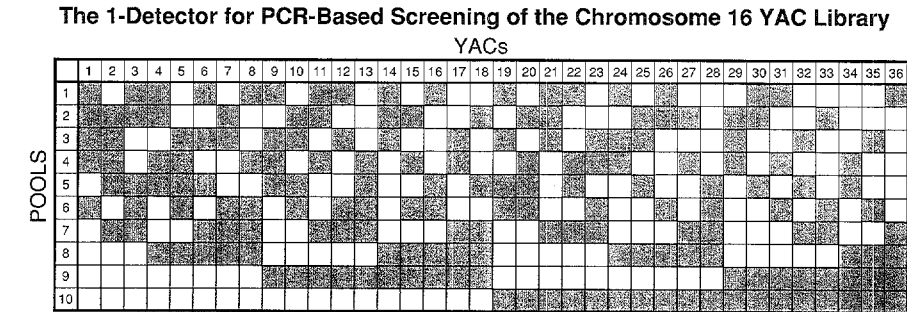 The 1-Detector for PCR-Based Screening of the Chromosome 16 YAC Library
YACs
1 2 3 4 5 6 7 8 9 10 11 12 13 14 15 16 17 18 19 20 21 22 23 24 25 26 27 28 29 30 31 32 33 34 35 36
POOLS
1
2
3
4
5
6
7
8
9
10